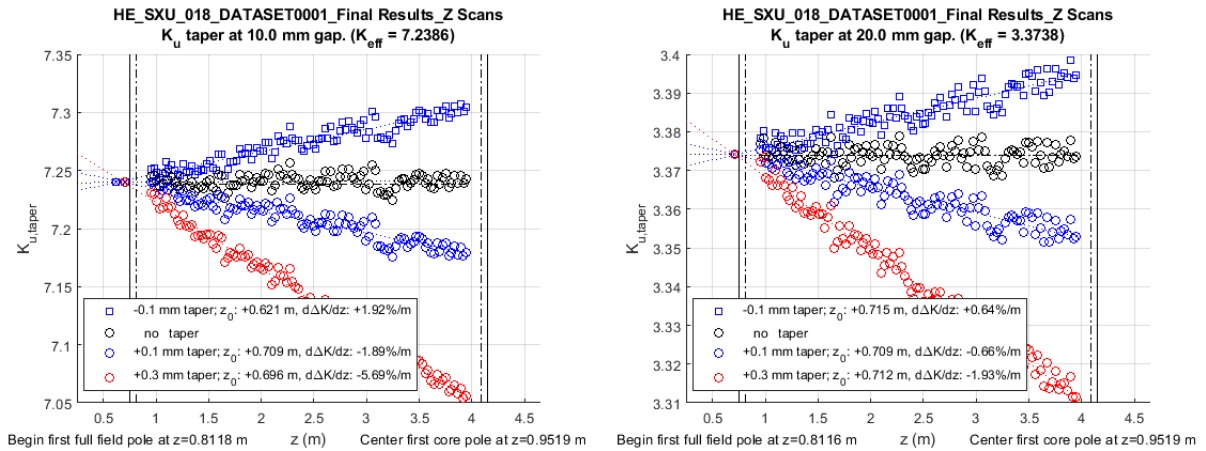 HE_SXU_018_DATASET0001_Final Results_Z Scans
K_u taper at 10.0 mm gap. (K_eff = 7.2386)
7.35
7.3
7.25
7.2
7.15
7.1
7.05
K_u,taper
-0.1 mm taper; z_0: +0.621 m, dΔK/dz: +1.92%/m
no taper
+0.1 mm taper; z_0: +0.709 m, dΔK/dz: -1.89%/m
+0.3 mm taper; z_0: +0.696 m, dΔK/dz: -5.69%/m
0.5 1 1.5 2 2.5 3 3.5 4 4.5
Begin first full field pole at z=0.8118 m z (m) Center first core pole at z=0.9519 m
HE_SXU_018_DATASET0001_Final Results_Z Scans
K_u taper at 20.0 mm gap. (K_eff = 3.3738)
3.4
3.39
3.38
3.37
3.36
3.35
3.34
3.33
3.32
3.31
K_u,taper
-0.1 mm taper; z_0: +0.715 m, dΔK/dz: +0.64%/m
no taper
+0.1 mm taper; z_0: +0.709 m, dΔK/dz: -0.66%/m
+0.3 mm taper; z_0: +0.712 m, dΔK/dz: -1.93%/m
0.5 1 1.5 2 2.5 3 3.5 4 4.5
Begin first full field pole at z=0.8116 m z (m) Center first core pole at z=0.9519 m